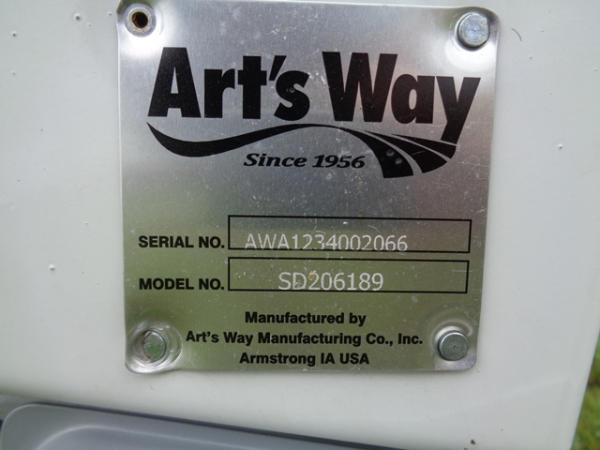 Art's Way
Since 1956
SERIAL NO. AWA1234002066
MODEL NO. SD206189
Manufactured by
Art's Way Manufacturing Co., Inc.
Armstrong IA USA